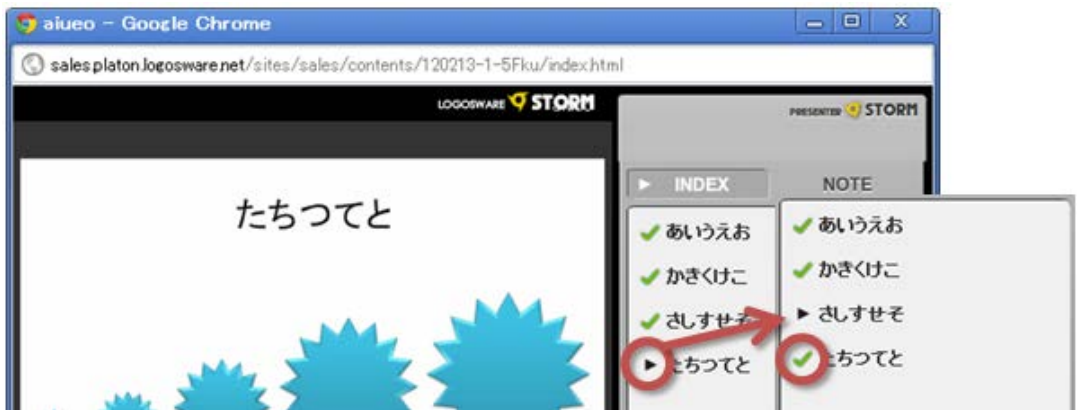 aiueo - Google Chrome
sales.platon.logosware.net/sites/sales/contents/120213-1-5Fku/index.html
LOGOSWARE STORM
PRESENTER STORM
INDEX
NOTE
たちつてと
あいうえお
かきくけこ
さしすせそ
たちつてと
あいうえお
かきくけこ
さしすせそ
たちつてと